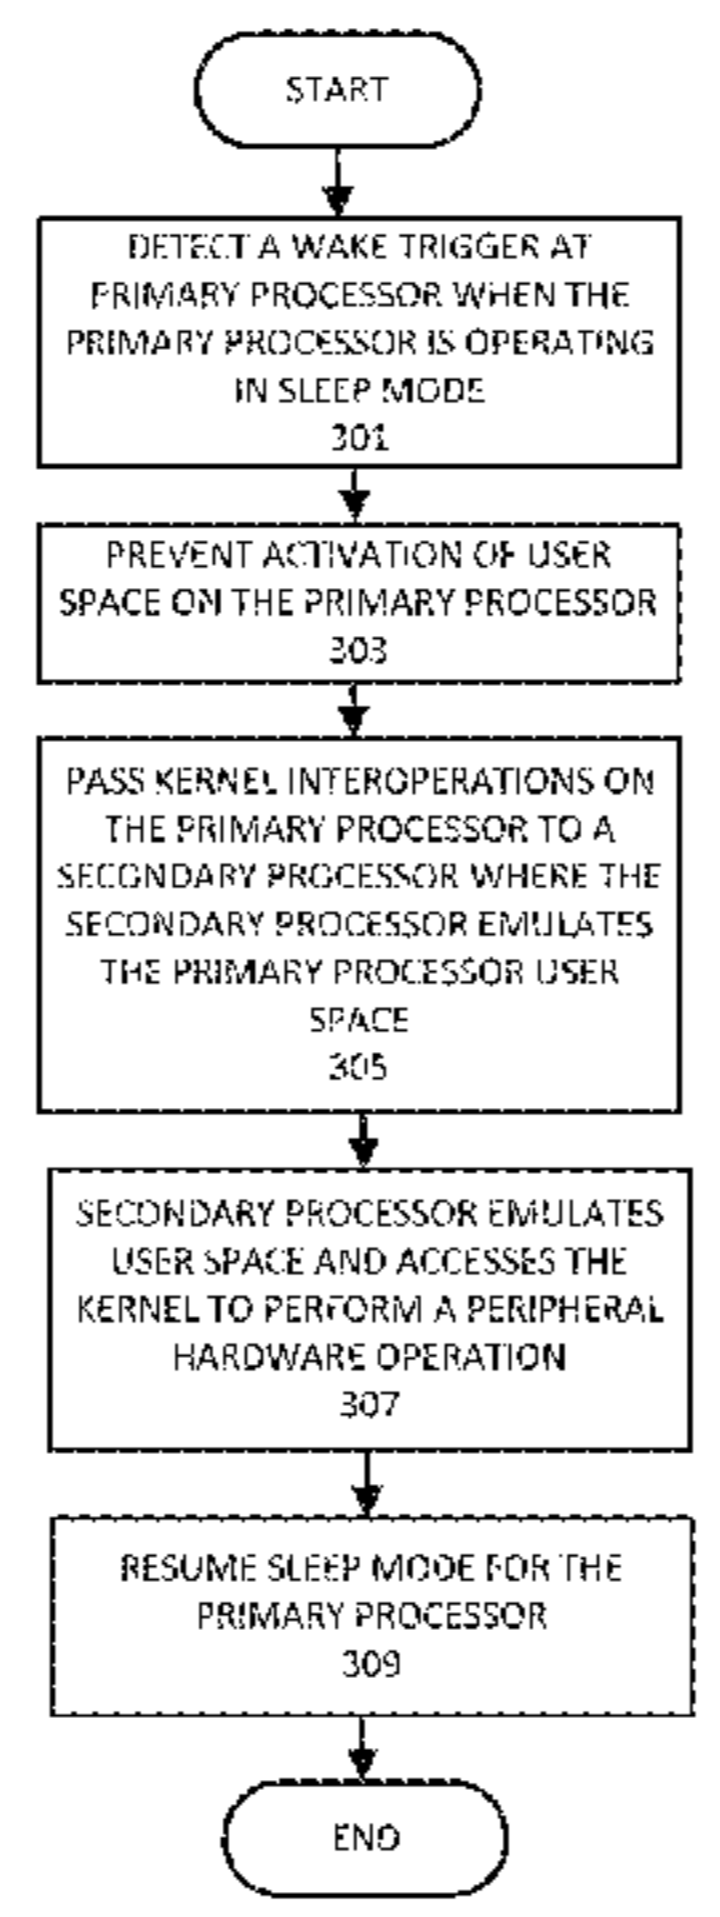 START
DETECT A WAKE TRIGGER AT
PRIMARY PROCESSOR WHEN THE
PRIMARY PROCESSOR IS OPERATING
IN SLEEP MODE
301
PREVENT ACTIVATION OF USER
SPACE ON THE PRIMARY PROCESSOR
303
PASS KERNEL INTEROPERATIONS ON
THE PRIMARY PROCESSOR TO A
SECONDARY PROCESSOR WHERE THE
SECONDARY PROCESSOR EMULATES
THE PRIMARY PROCESSOR USER
SPACE
305
SECONDARY PROCESSOR EMULATES
USER SPACE AND ACCESSES THE
KERNEL TO PERFORM A PERIPHERAL
HARDWARE OPERATION
307
RESUME SLEEP MODE FOR THE
PRIMARY PROCESSOR
309
END